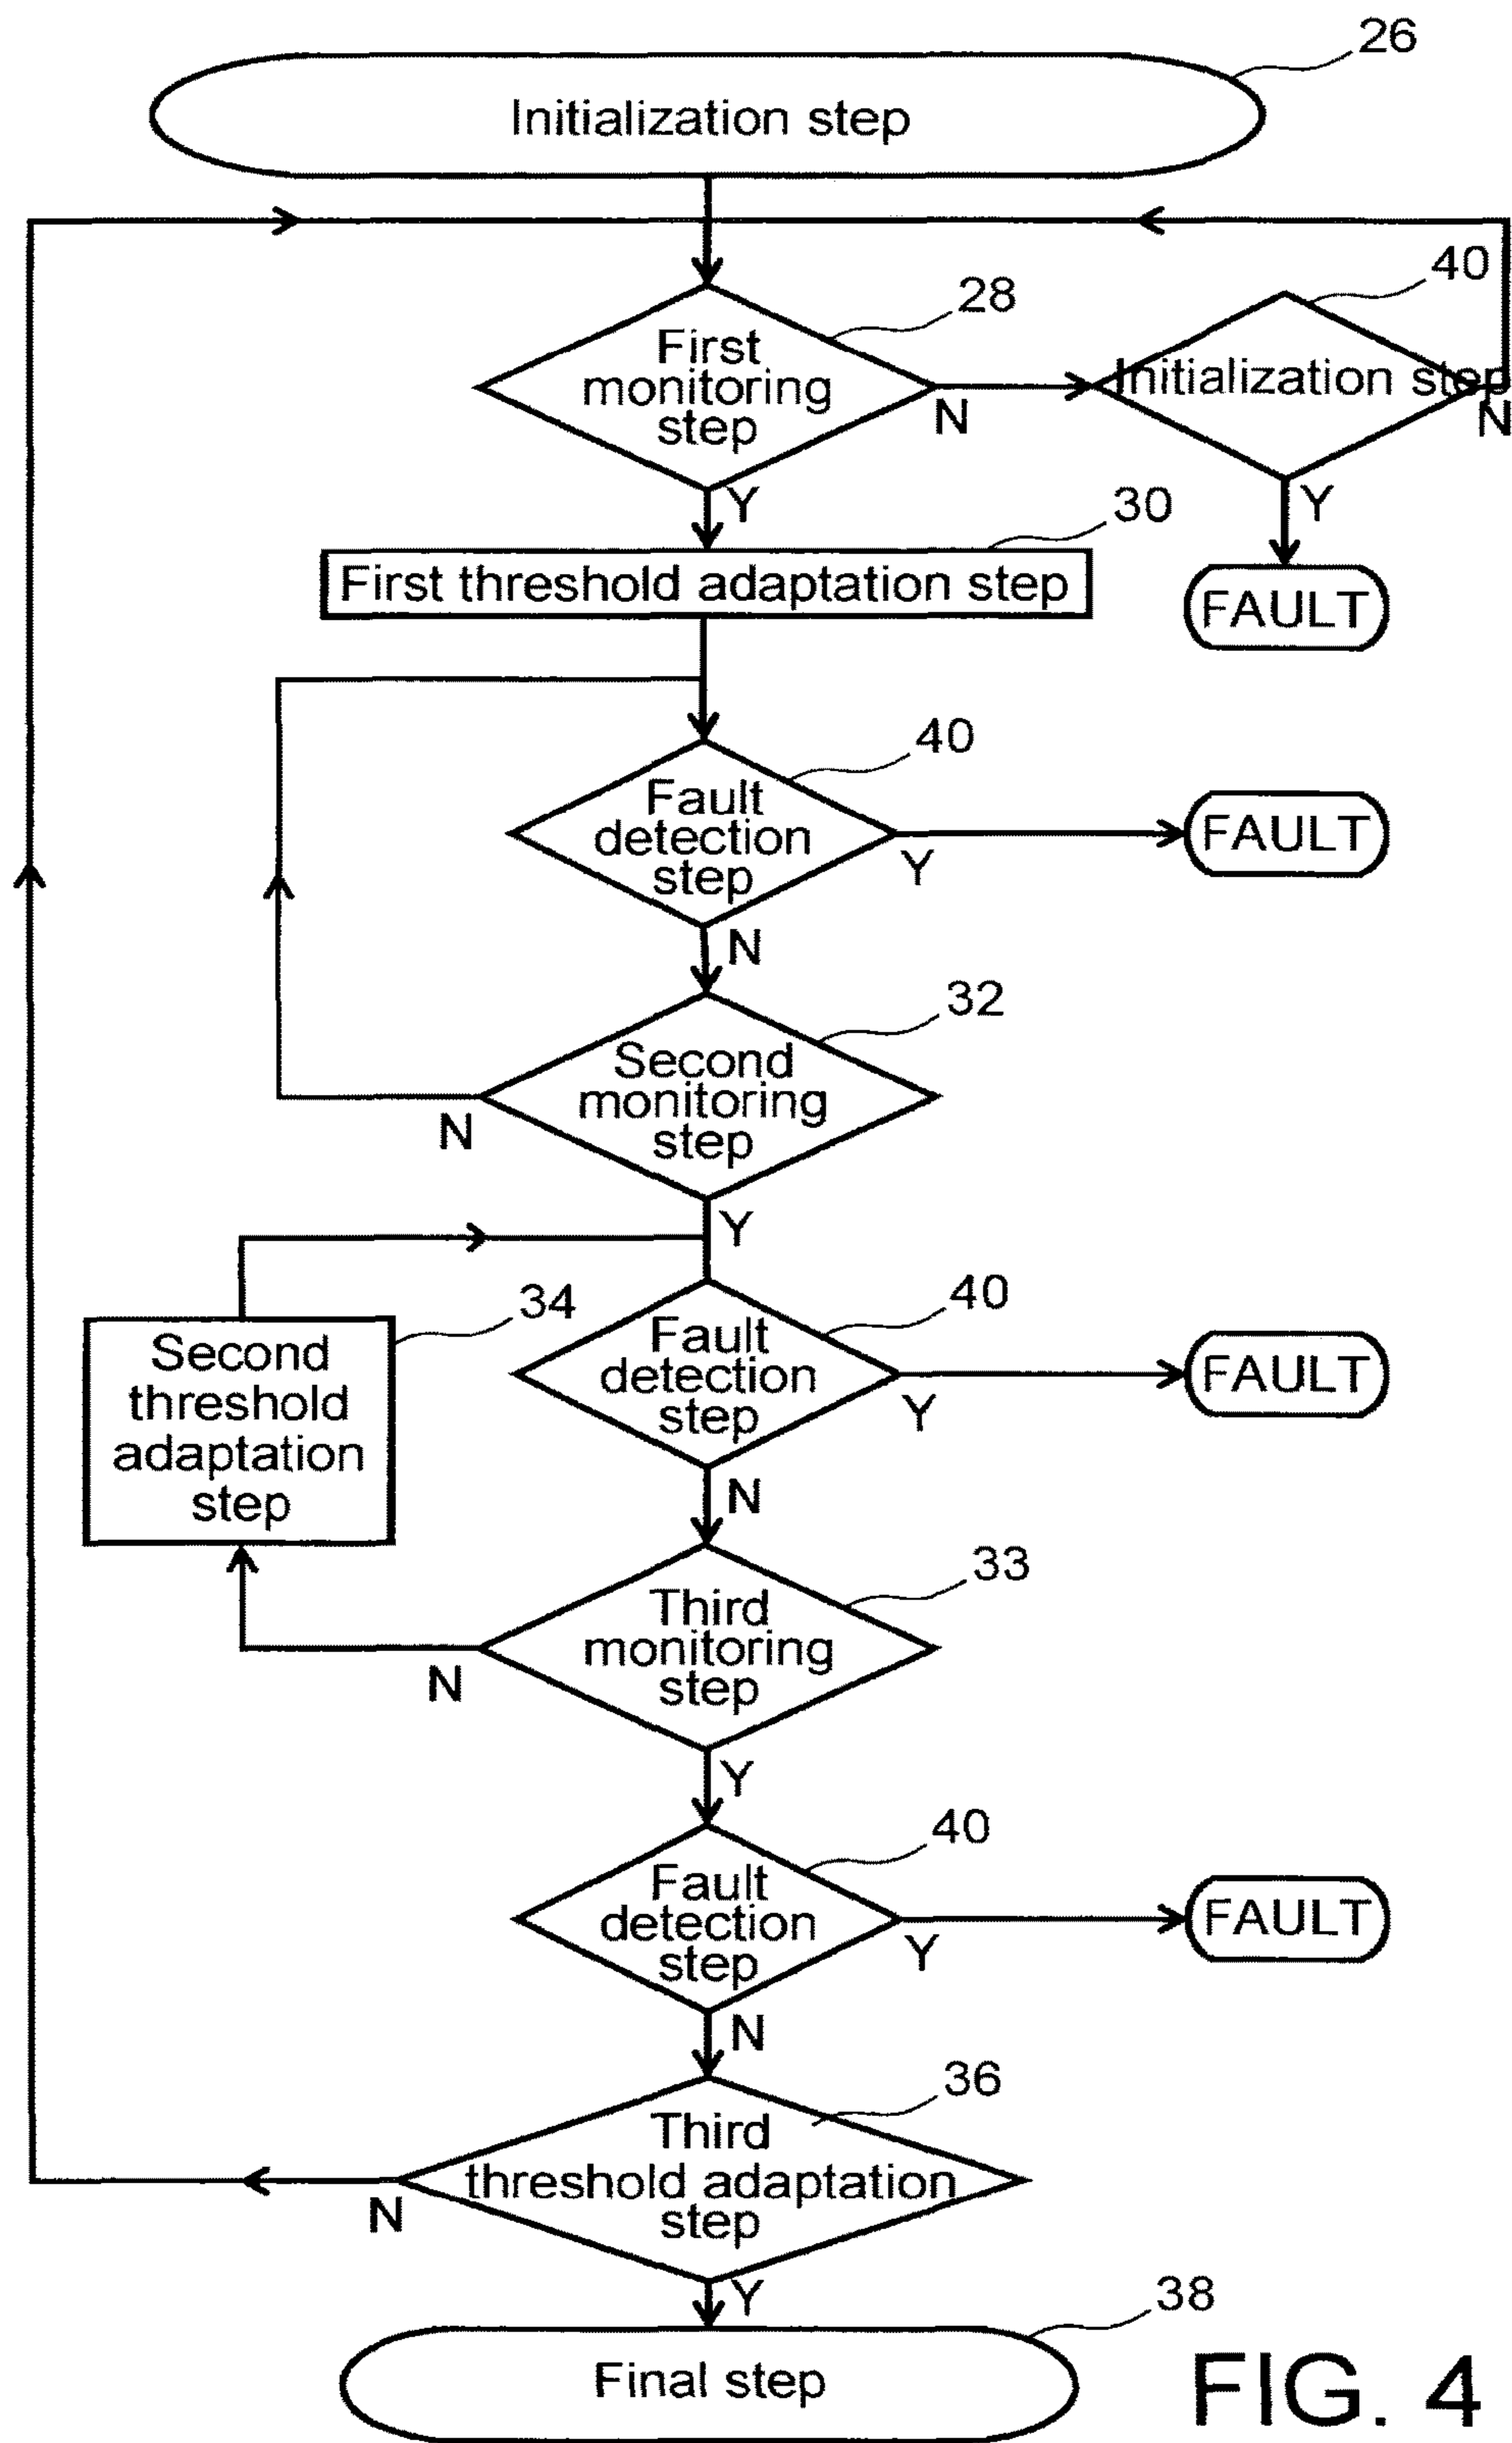 26
Initialization step
40
28
First
monitoring
step
N
Initialization step
N
Y
Y
30
First threshold adaptation step
FAULT
40
Fault
detection
step
Y
FAULT
N
32
Second
monitoring
step
N
Y
34
Second
threshold
adaptation
step
40
Fault
detection
step
Y
FAULT
N
33
Third
monitoring
step
N
Y
40
Fault
detection
step
Y
FAULT
N
36
Third
threshold adaptation
step
N
Y
38
Final step
FIG. 4